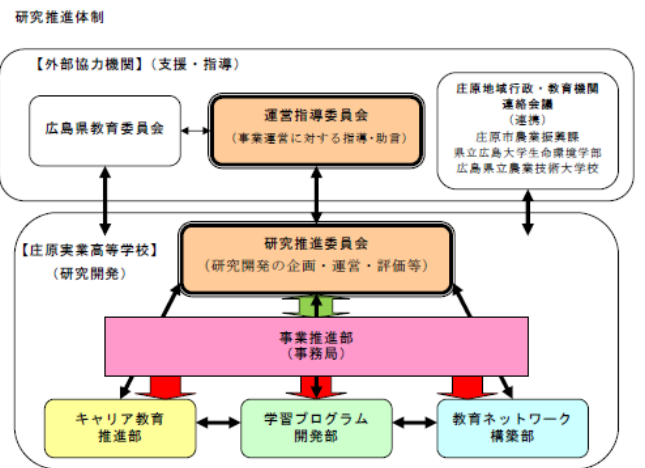 研究推進体制
【外部協力機関】(支援・指導)
広島県教育委員会
運営指導委員会
(事業運営に対する指導・助言)
庄原地域行政・教育機関
連絡会議
(連携)
庄原市農業振興課
県立広島大学生命環境学部
広島県立農業技術大学校
【庄原実業高等学校】
(研究開発)
研究推進委員会
(研究開発の企画・運営・評価等)
事業推進部
(事務局)
キャリア教育
推進部
学習プログラム
開発部
教育ネットワーク
構築部